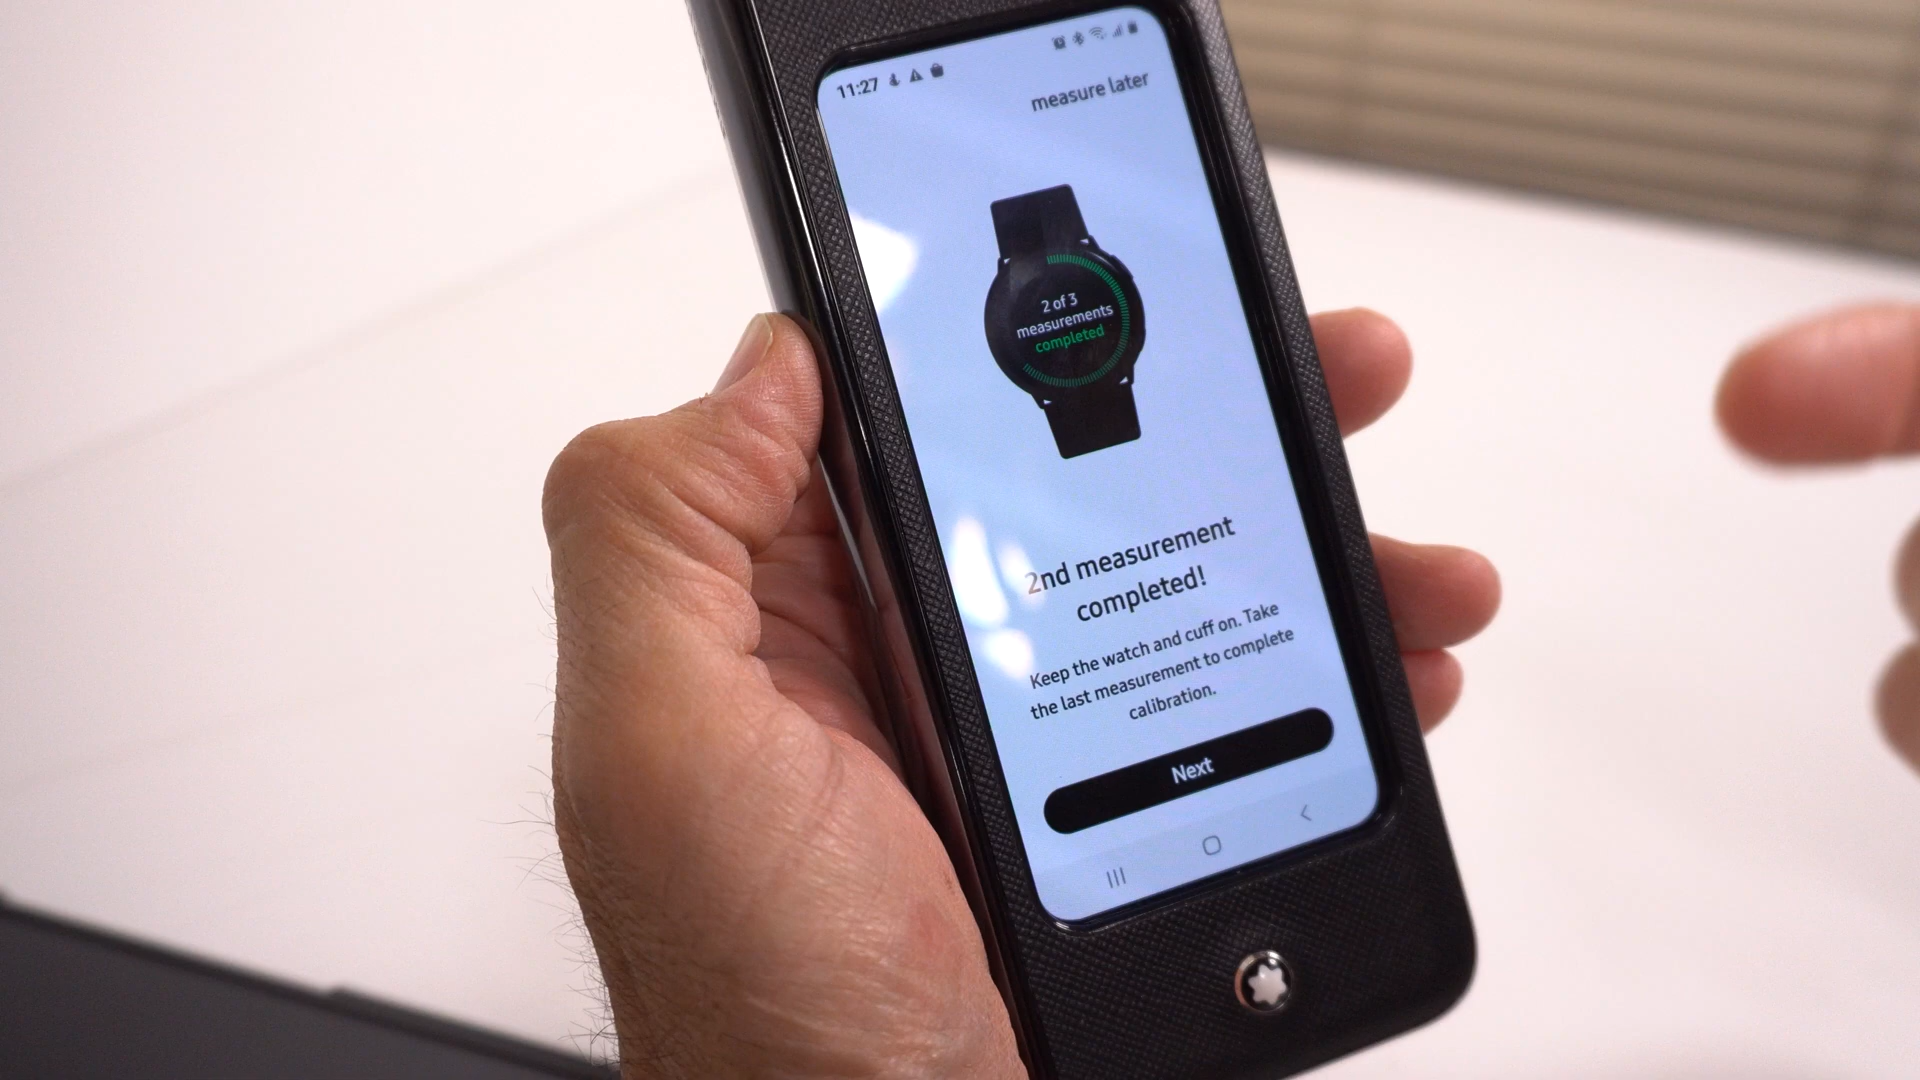 11:27
measure later
2 of 3
measurements
completed
2nd measurement
completed!
Keep the watch and cuff on. Take
the last measurement to complete
calibration.
Next